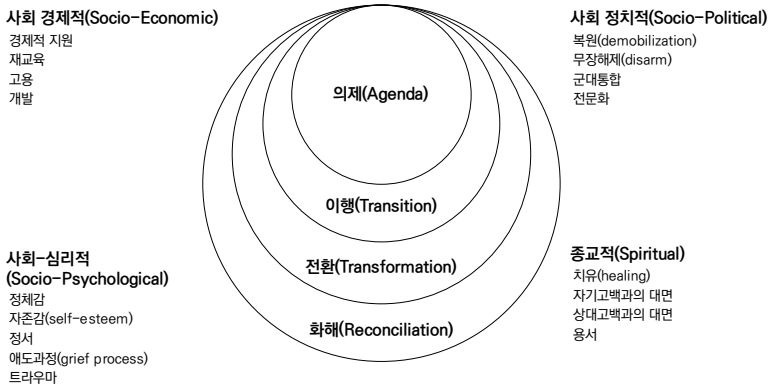 사회 경제적(Socio-Economic)
경제적 지원
재교육
고용
개발
사회 정치적(Socio-Political)
복원(demobilization)
무장해제(disarm)
군대통합
전문화
의제(Agenda)
이행(Transition)
전환(Transformation)
화해(Reconciliation)
사회-심리적
(Socio-Psychological)
정체감
자존감(self-esteem)
정서
애도과정(grief process)
트라우마
종교적(Spiritual)
치유(healing)
자기고백과의 대면
상대고백과의 대면
용서